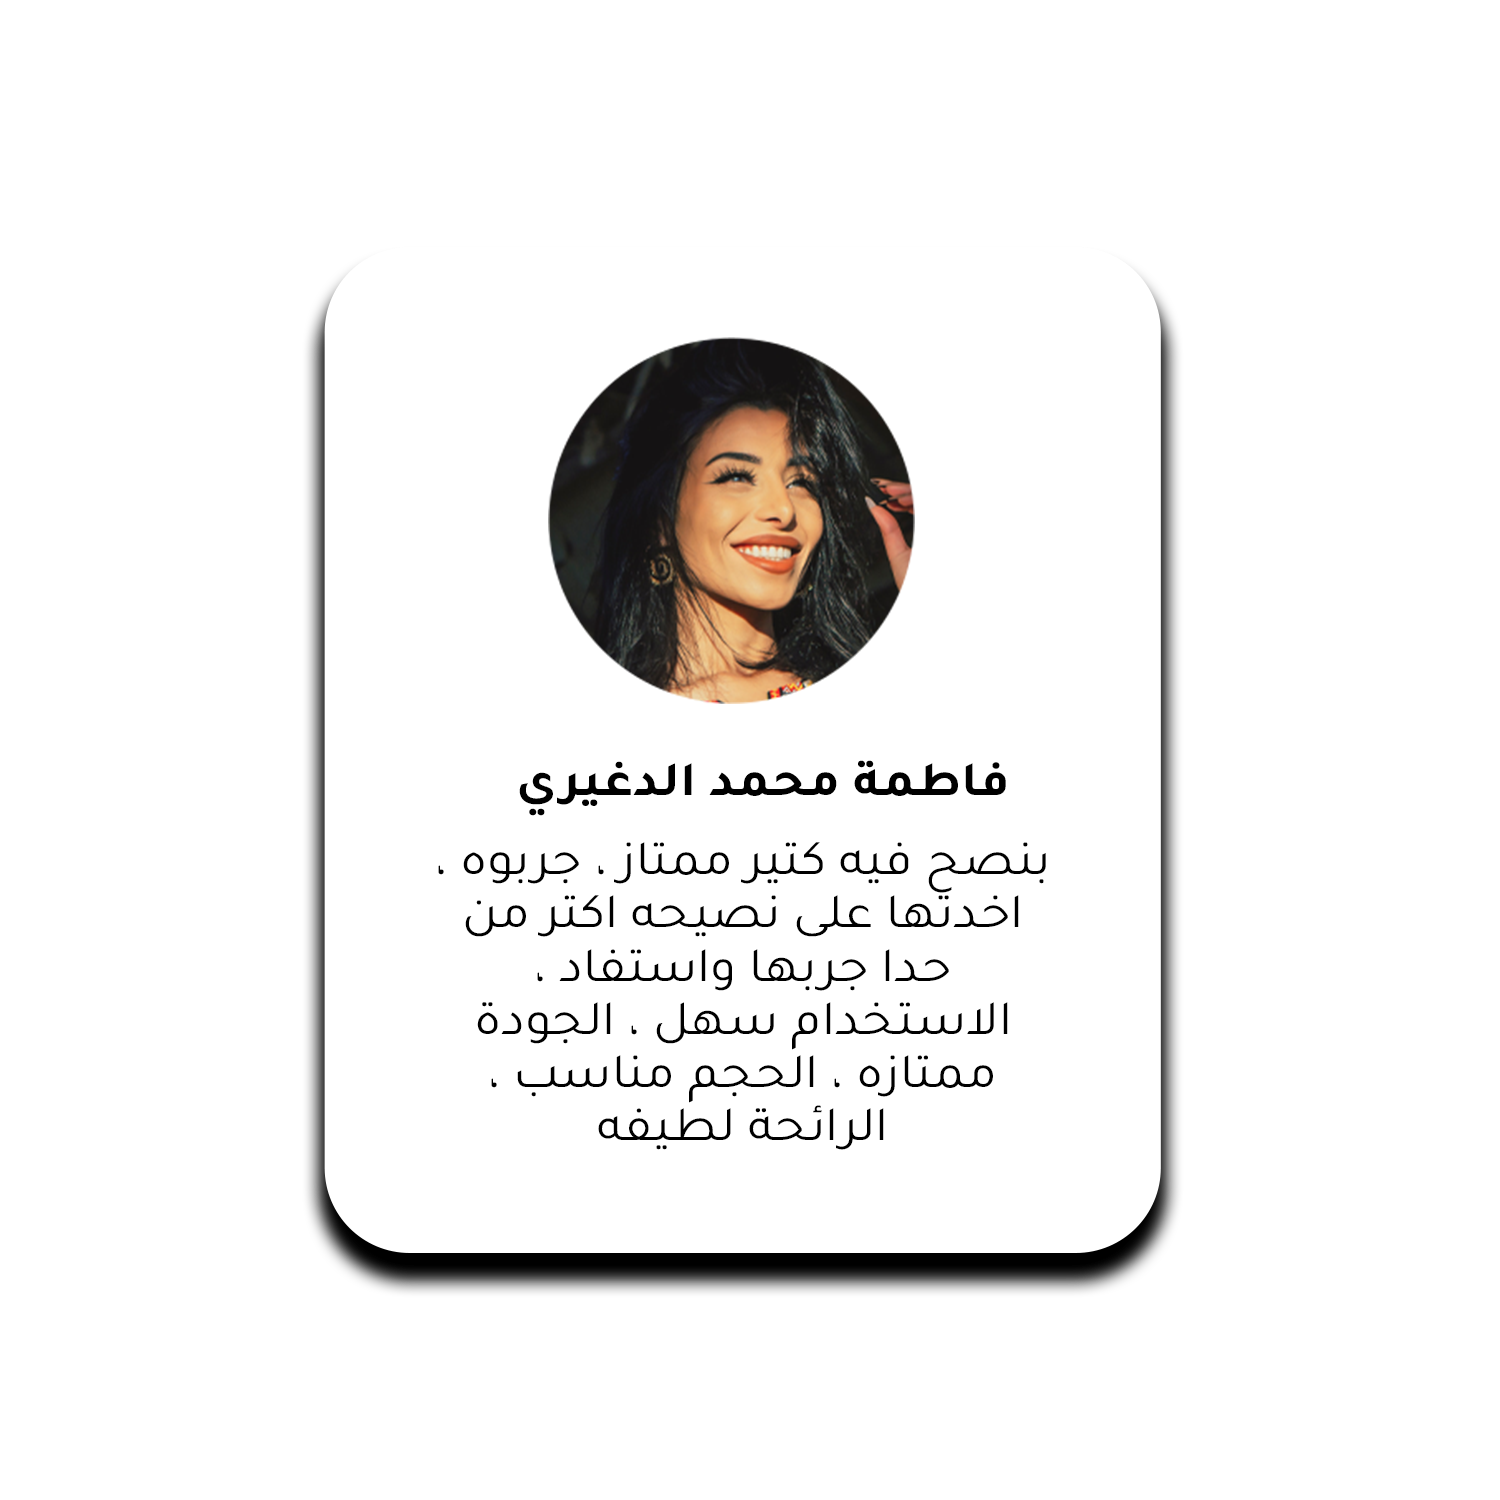 فاطمة محمد الدغيري
بنصح فيه كتير ممتاز ، جربوه ،
اخدتها على نصيحه اكتر من
حدا جربها واستفاد ،
الاستخدام سهل ، الجودة
ممتازه ، الحجم مناسب ،
الرائحة لطيفه